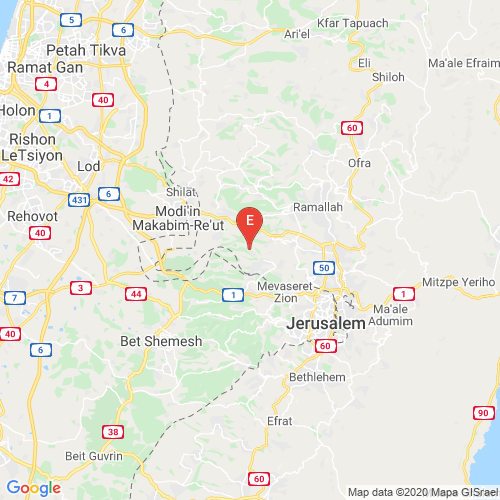 Kfar Tapuach
5
6
Ari'el
Petah Tikva
Ramat Gan
Eli
Shiloh
Ma'ale Efraim
4
40
Holon
1
60
Rishon
LeTsiyon
Lod
Ofra
42
6
431
Shilat
Rehovot
40
Modi'in
Makabim-Re'ut
E
Ramallah
50
3
44
1
Mevaseret
Zion
Mitzpe Yeriho
7
1
Ma'ale
Adumim
40
6
Bet Shemesh
Jerusalem
60
Bethlehem
38
Efrat
90
Beit Guvrin
60
Google
Map data ©2020 Mapa GISrael